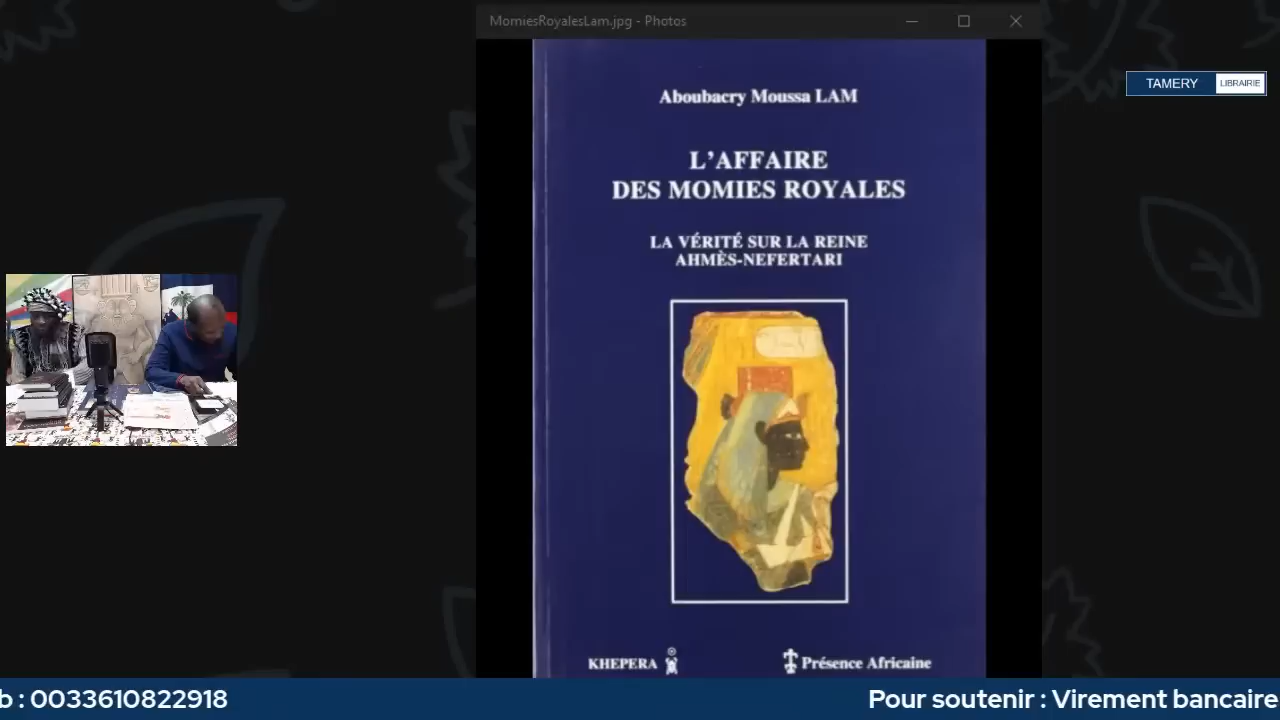 MomiesRoyalesLam.jpg - Photos
TAMERY LIBRAIRIE
Aboubacry Moussa LAM
L'AFFAIRE
DES MOMIES ROYALES
LA VÉRITÉ SUR LA REINE
AHMÈS-NEFERTARI
KHEPERA Présence Africaine
b : 0033610822918 Pour soutenir : Virement bancaire